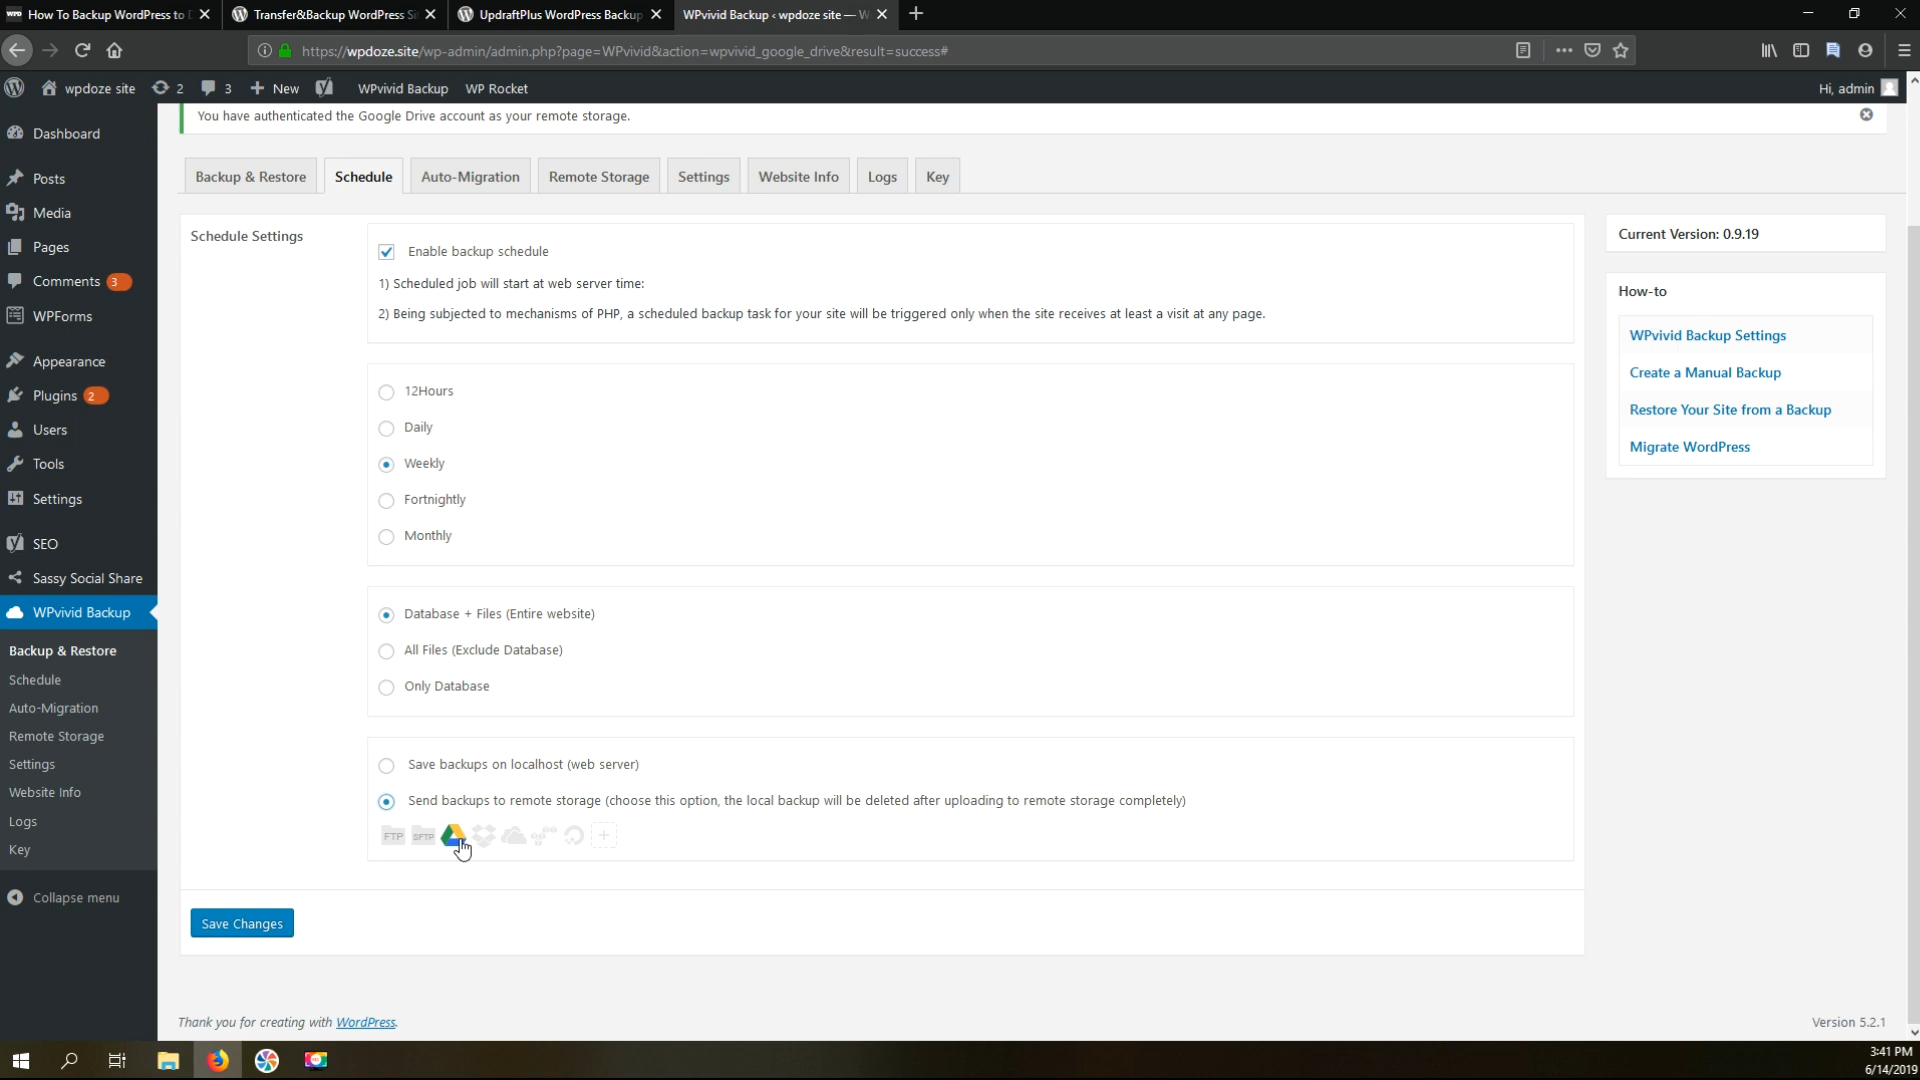 How To Backup WordPress to D
Transfer&Backup WordPress Si
UpdraftPlus WordPress Backup
WPvivid Backup ‹ wpdoze site — W
https://wpdoze.site/wp-admin/admin.php?page=WPvivid&action=wpvivid_google_drive&result=success#
wpdoze site
2
3
New
WPvivid Backup
WP Rocket
Hi, admin
You have authenticated the Google Drive account as your remote storage.
Dashboard
Posts
Media
Pages
Comments 3
WPForms
Appearance
Plugins 2
Users
Tools
Settings
SEO
Sassy Social Share
WPvivid Backup
Backup & Restore
Schedule
Auto-Migration
Remote Storage
Settings
Website Info
Logs
Key
Collapse menu
Backup & Restore
Schedule
Auto-Migration
Remote Storage
Settings
Website Info
Logs
Key
Schedule Settings
Enable backup schedule
1) Scheduled job will start at web server time:
2) Being subjected to mechanisms of PHP, a scheduled backup task for your site will be triggered only when the site receives at least a visit at any page.
12Hours
Daily
Weekly
Fortnightly
Monthly
Database + Files (Entire website)
All Files (Exclude Database)
Only Database
Save backups on localhost (web server)
Send backups to remote storage (choose this option, the local backup will be deleted after uploading to remote storage completely)
FTP SFTP
Save Changes
Current Version: 0.9.19
How-to
WPvivid Backup Settings
Create a Manual Backup
Restore Your Site from a Backup
Migrate WordPress
Thank you for creating with WordPress.
Version 5.2.1
3:41 PM
6/14/2019